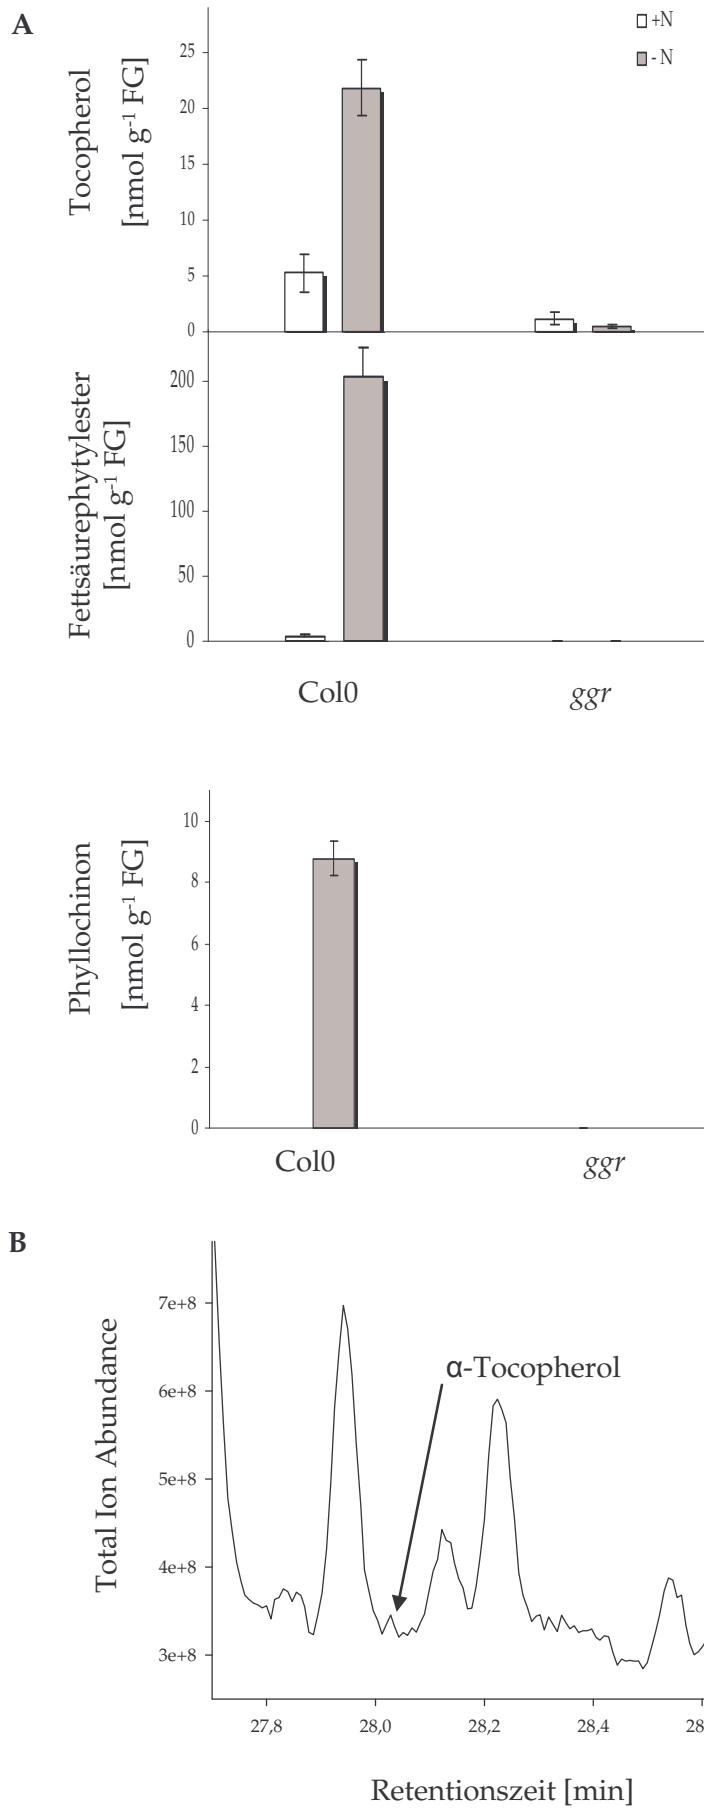 A
+N
- N
Tocopherol
[nmol g-1 FG]
25
20
15
10
5
0
Fettsäurephytylester
[nmol g-1 FG]
200
150
100
50
0
Col0 ggr
Phyllochinon
[nmol g-1 FG]
10
8
6
4
2
0
Col0 ggr
B
Total Ion Abundance
7e+8
6e+8
5e+8
4e+8
3e+8
α-Tocopherol
27,8 28,0 28,2 28,4 28
Retentionszeit [min]